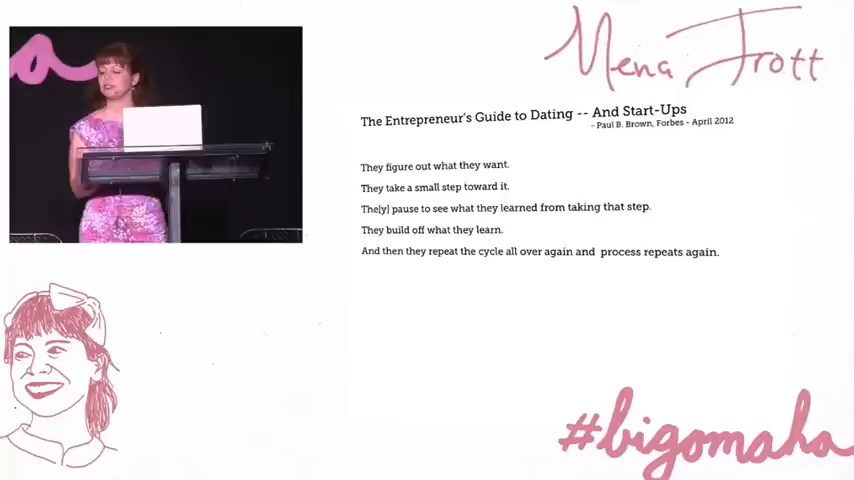 Mena Trott
The Entrepreneur's Guide to Dating -- And Start-Ups
- Paul B. Brown, Forbes - April 2012
They figure out what they want.
They take a small step toward it.
The[y] pause to see what they learned from taking that step.
They build off what they learn.
And then they repeat the cycle all over again and process repeats again.
#bigomaha